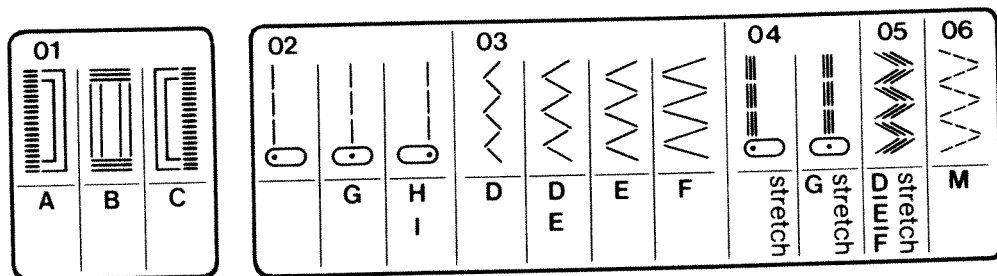 01
A B C
02 03 04 05 06
G H D D E F stretch G stretch D E F stretch M
I E